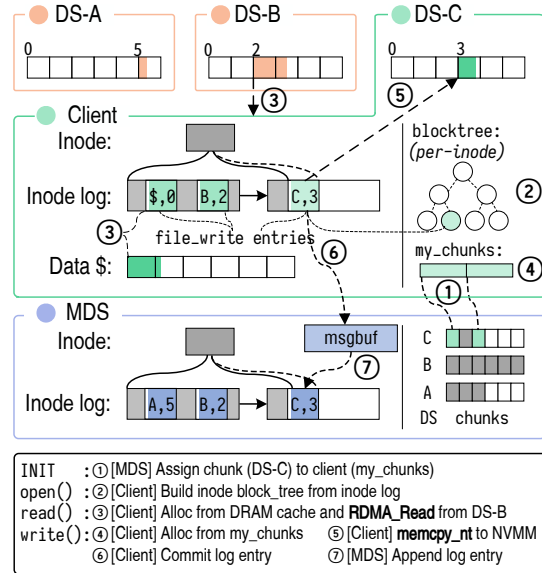 DS-A
DS-B
DS-C
0 5
0 2
0 3
③
⑤
Client
Inode:
blocktree:
(per-inode)
②
Inode log:
$,0
B,2
C,3
③
file_write entries
⑥
my_chunks:
④
Data $:
①
MDS
Inode:
msgbuf
⑦
C
B
A
Inode log:
A,5
B,2
C,3
DS chunks
INIT :①[MDS] Assign chunk (DS-C) to client (my_chunks)
open() :②[Client] Build inode block_tree from inode log
read() :③[Client] Alloc from DRAM cache and RDMA_Read from DS-B
write():④[Client] Alloc from my_chunks ⑤[Client] memcpy_nt to NVMM
⑥[Client] Commit log entry ⑦[MDS] Append log entry